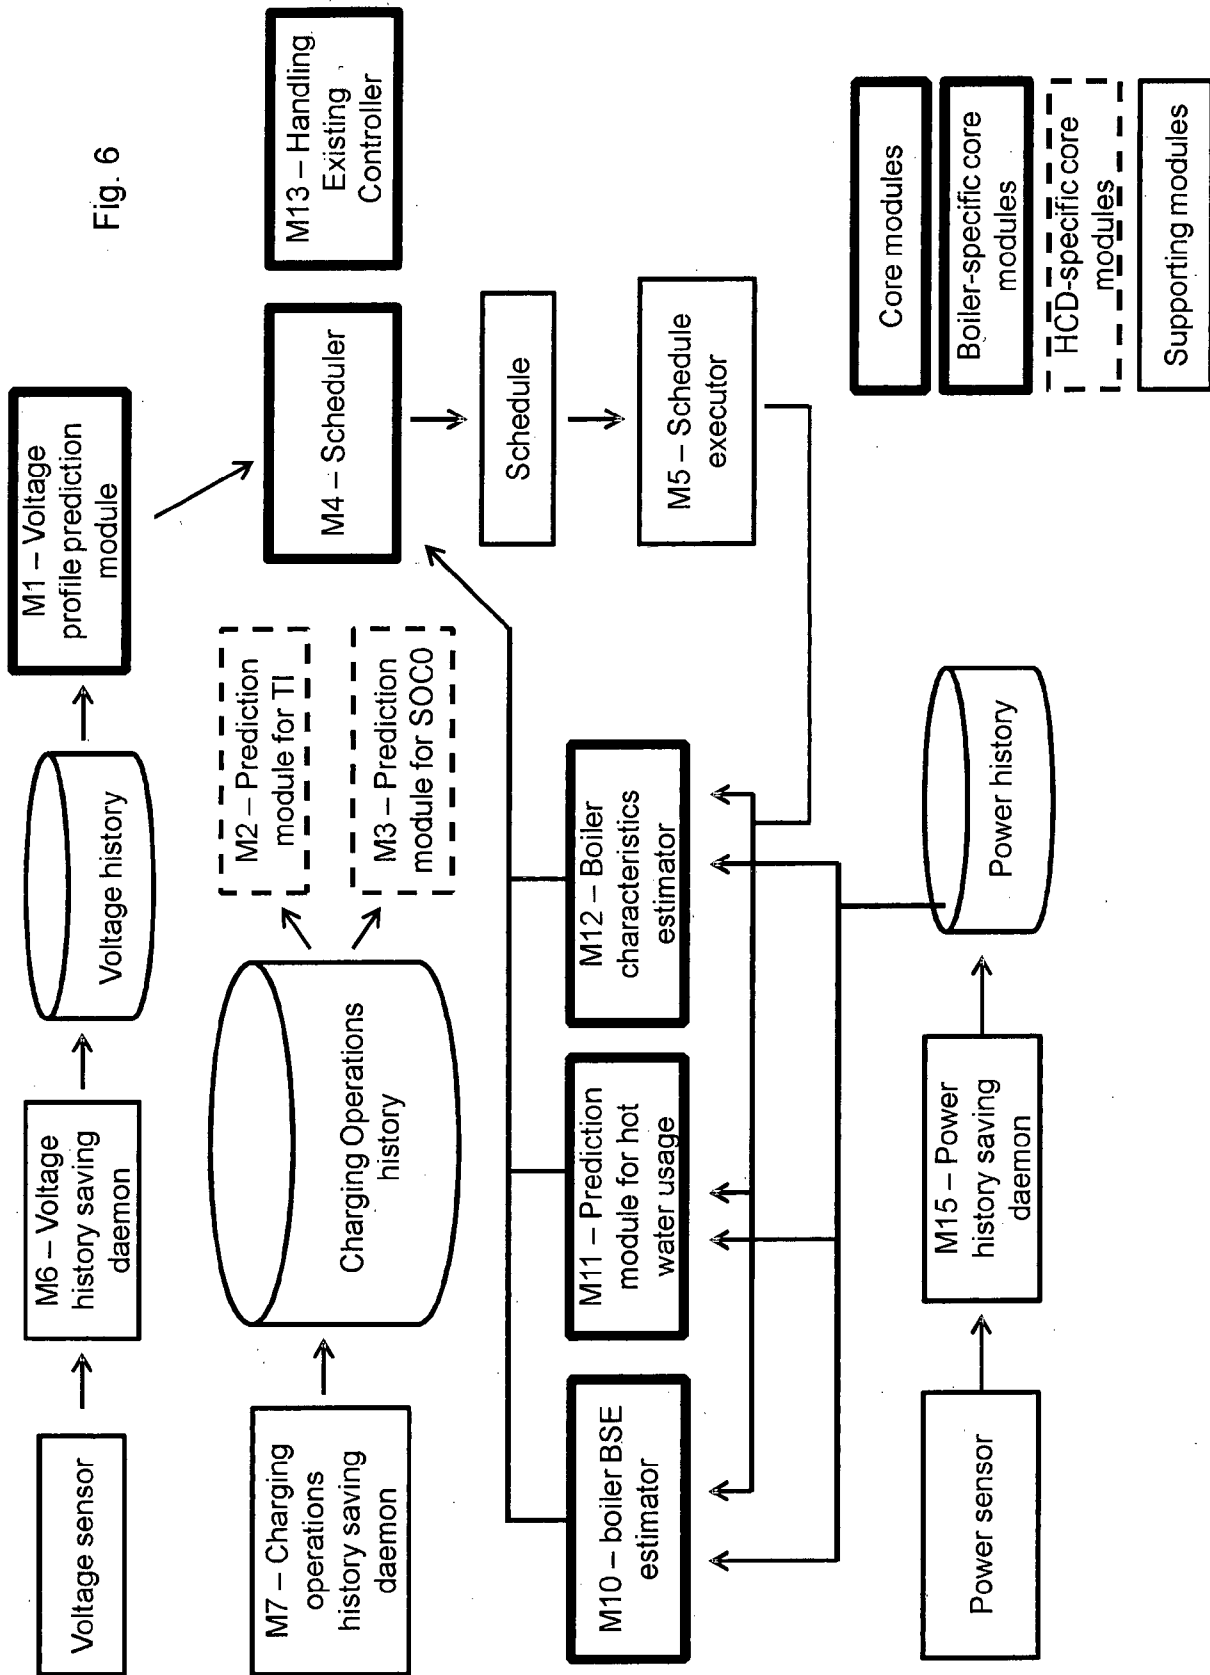 Fig. 6
Voltage sensor
M6 – Voltage
history saving
daemon
Voltage history
M1 – Voltage
profile prediction
module
M7 – Charging
operations
history saving
daemon
Charging Operations
history
M2 – Prediction
module for TI
M3 – Prediction
module for SOC0
M4 – Scheduler
M13 – Handling
Existing
Controller
Schedule
M5 – Schedule
executor
M10 – boiler BSE
estimator
M11 – Prediction
module for hot
water usage
M12 – Boiler
characteristics
estimator
Power sensor
M15 – Power
history saving
daemon
Power history
Core modules
Boiler-specific core
modules
HCD-specific core
modules
Supporting modules